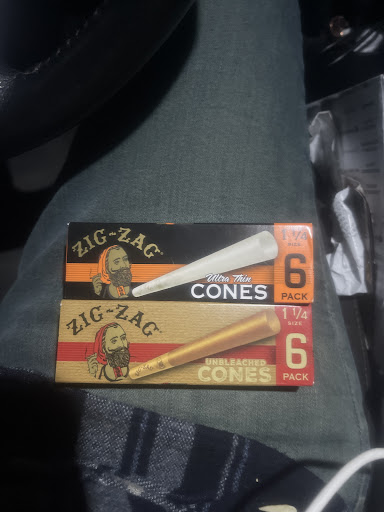 ZIG-ZAG
Ultra Thin
CONES
1 1/4
SIZE
6
PACK
ZIG-ZAG
UNBLEACHED
CONES
1 1/4
SIZE
6
PACK